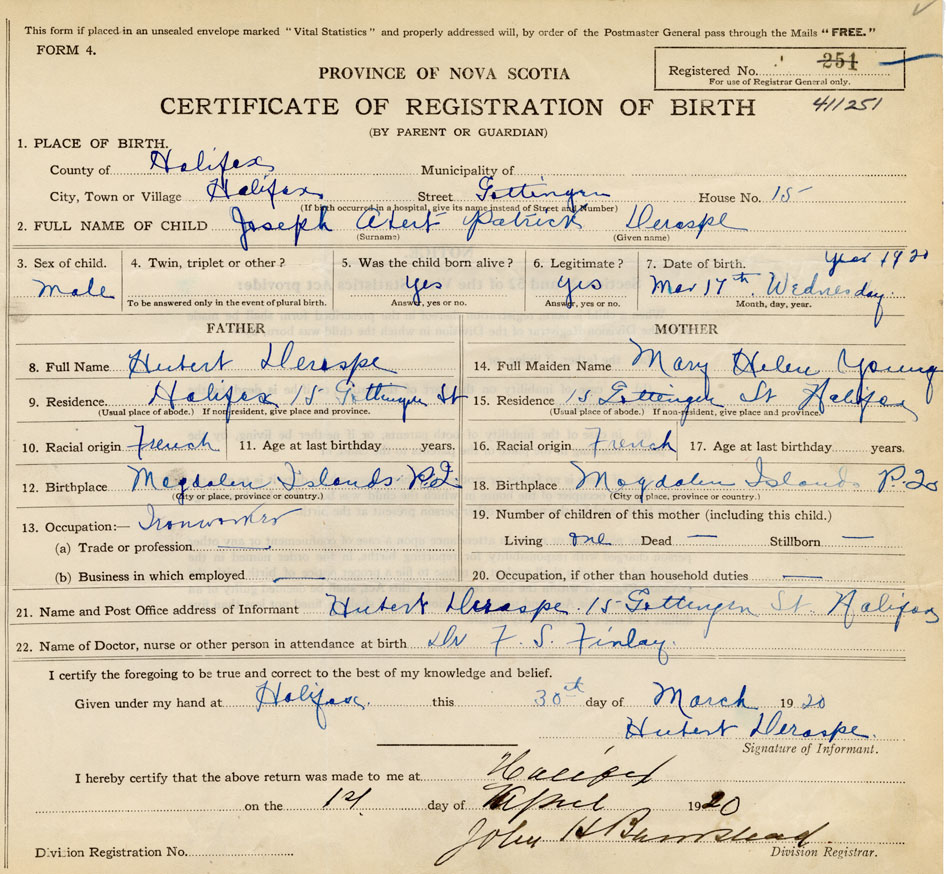 This form if placed in an unsealed envelope marked "Vital Statistics" and properly addressed will, by order of the Postmaster General pass through the Mails "FREE."
FORM 4.
Registered No. 251
For use of Registrar General only.
PROVINCE OF NOVA SCOTIA
CERTIFICATE OF REGISTRATION OF BIRTH
411251
(BY PARENT OR GUARDIAN)
1. PLACE OF BIRTH.
County of Halifax Municipality of
City, Town or Village Halifax Street Gottingen House No. 15
(If birth occurred in a hospital, give its name instead of Street and Number)
2. FULL NAME OF CHILD Joseph Patrick Deraspe
(Surname) (Given name)
3. Sex of child. 4. Twin, triplet or other ? 5. Was the child born alive ? 6. Legitimate ? 7. Date of birth. year 1920
Male Yes Yes Mar 17th Wednesday
To be answered only in the event of plural birth. Answer, yes or no. Answer, yes or no. Month, day, year.
FATHER MOTHER
8. Full Name Hubert Deraspe 14. Full Maiden Name Mary Helen Young
9. Residence Halifax 15 Gottingen St 15. Residence 15 Gottingen St Halifax
(Usual place of abode.) If non-resident, give place and province. (Usual place of abode.) If non-resident, give place and province.
10. Racial origin French 11. Age at last birthday years. 16. Racial origin French 17. Age at last birthday years.
12. Birthplace Magdalen Islands P.Q 18. Birthplace Magdalen Islands P.Q
(City or place, province or country.) (City or place, province or country.)
13. Occupation:— Ironworker 19. Number of children of this mother (including this child.)
(a) Trade or profession — Living one Dead — Stillborn —
(b) Business in which employed — 20. Occupation, if other than household duties —
21. Name and Post Office address of Informant Hubert Deraspe. 15 Gottingen St. Halifax
22. Name of Doctor, nurse or other person in attendance at birth Dr F. S. Finlay.
I certify the foregoing to be true and correct to the best of my knowledge and belief.
Given under my hand at Halifax. this 30th day of March 1920
Hubert Deraspe.
Signature of Informant.
I hereby certify that the above return was made to me at Halifax
on the 1st day of April 1920
John H Barnstead
Division Registrar.
Division Registration No.